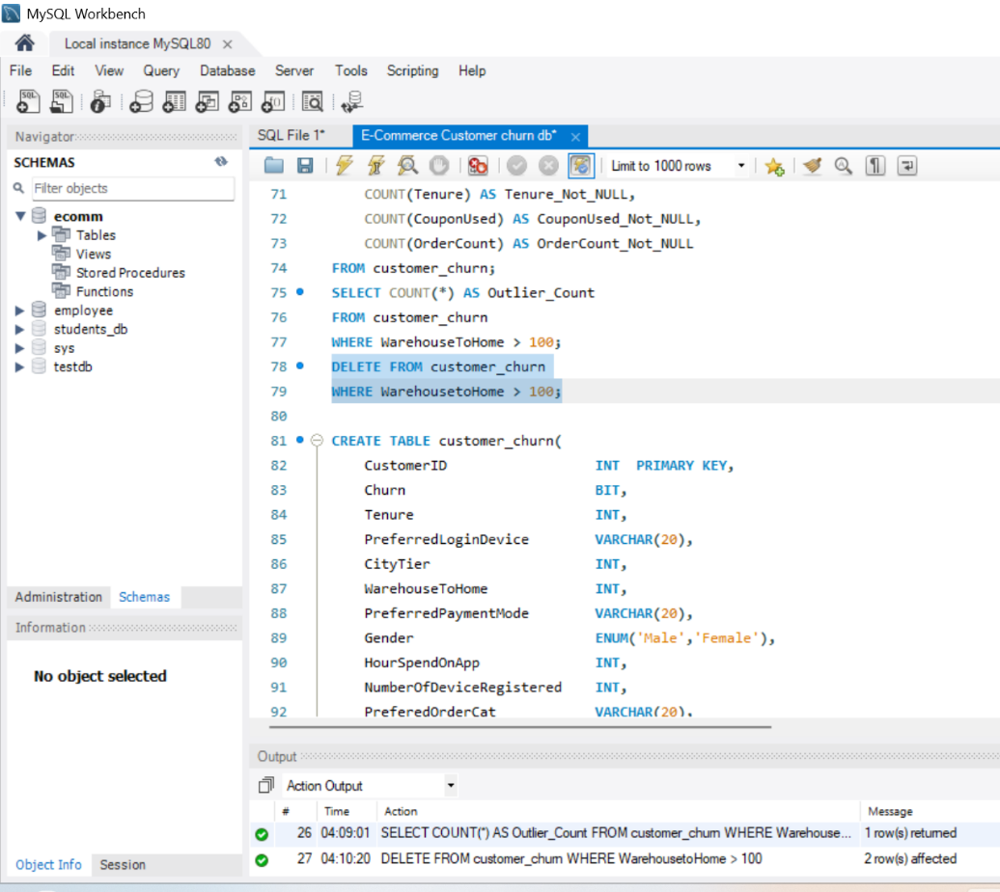 MySQL Workbench
Local instance MySQL80
File Edit View Query Database Server Tools Scripting Help
Navigator
SCHEMAS
Filter objects
ecomm
Tables
Views
Stored Procedures
Functions
employee
students_db
sys
testdb
Administration Schemas
Information
No object selected
Object Info Session
SQL File 1* E-Commerce Customer churn db*
Limit to 1000 rows
71 COUNT(Tenure) AS Tenure_Not_NULL,
72 COUNT(CouponUsed) AS CouponUsed_Not_NULL,
73 COUNT(OrderCount) AS OrderCount_Not_NULL
74 FROM customer_churn;
75 SELECT COUNT(*) AS Outlier_Count
76 FROM customer_churn
77 WHERE WarehouseToHome > 100;
78 DELETE FROM customer_churn
79 WHERE WarehousetoHome > 100;
80
81 CREATE TABLE customer_churn(
82 CustomerID INT PRIMARY KEY,
83 Churn BIT,
84 Tenure INT,
85 PreferredLoginDevice VARCHAR(20),
86 CityTier INT,
87 WarehouseToHome INT,
88 PreferredPaymentMode VARCHAR(20),
89 Gender ENUM('Male','Female'),
90 HourSpendOnApp INT,
91 NumberOfDeviceRegistered INT,
92 PreferedOrderCat VARCHAR(20),
Output
Action Output
# Time Action Message
26 04:09:01 SELECT COUNT(*) AS Outlier_Count FROM customer_churn WHERE Warehouse... 1 row(s) returned
27 04:10:20 DELETE FROM customer_churn WHERE WarehousetoHome > 100 2 row(s) affected